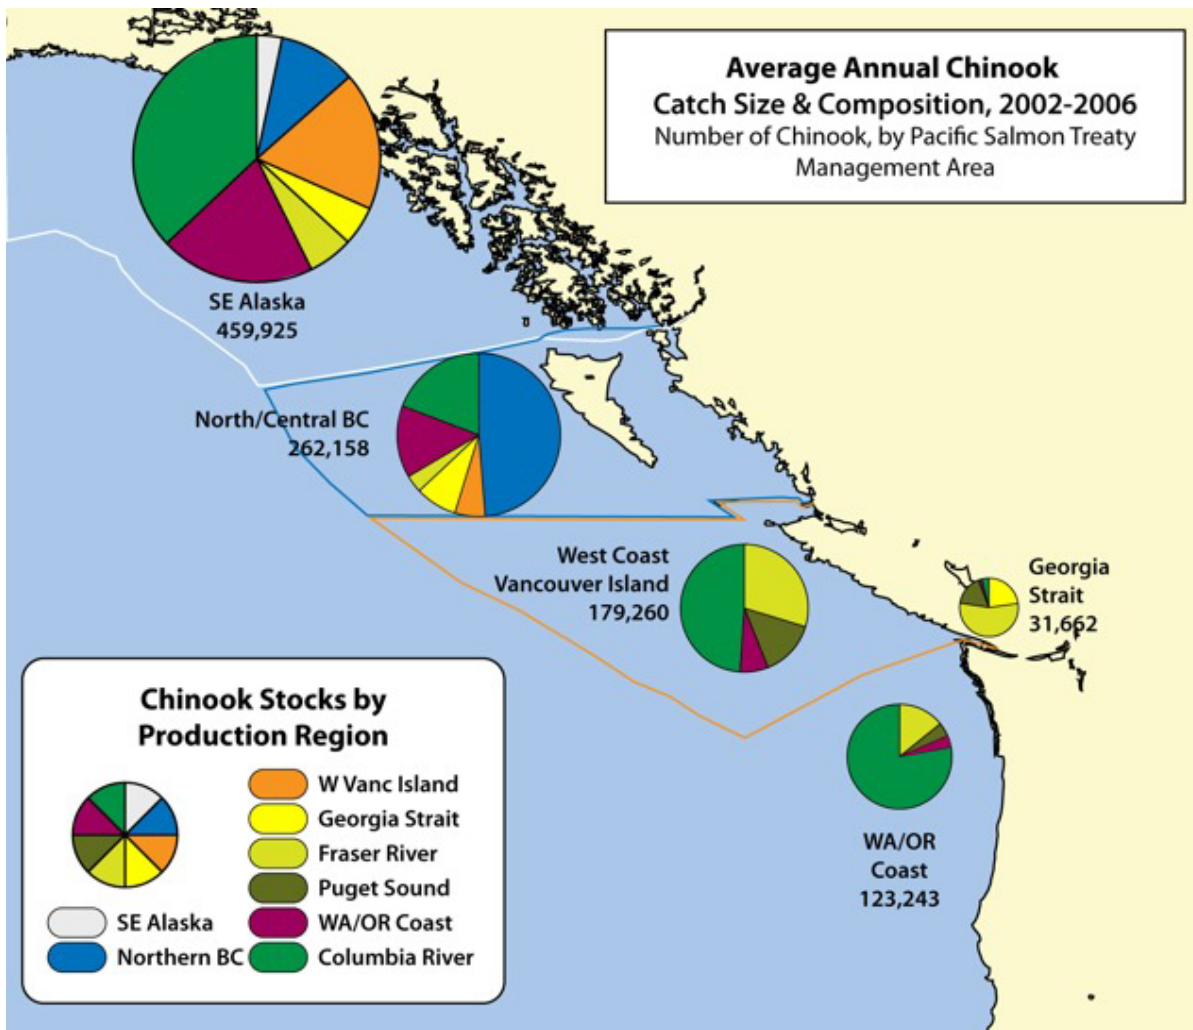 Average Annual Chinook
Catch Size & Composition, 2002-2006
Number of Chinook, by Pacific Salmon Treaty
Management Area
SE Alaska
459,925
North/Central BC
262,158
West Coast
Vancouver Island
179,260
Georgia
Strait
31,662
WA/OR
Coast
123,243
Chinook Stocks by
Production Region
W Vanc Island
Georgia Strait
Fraser River
Puget Sound
SE Alaska
WA/OR Coast
Northern BC
Columbia River